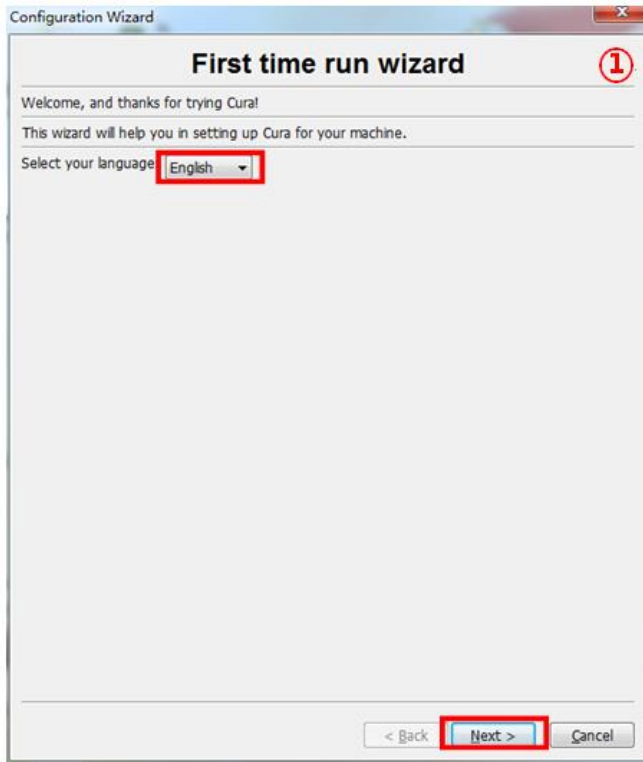 Configuration Wizard
x
First time run wizard
①
Welcome, and thanks for trying Cura!
This wizard will help you in setting up Cura for your machine.
Select your language: English
< Back Next > Cancel